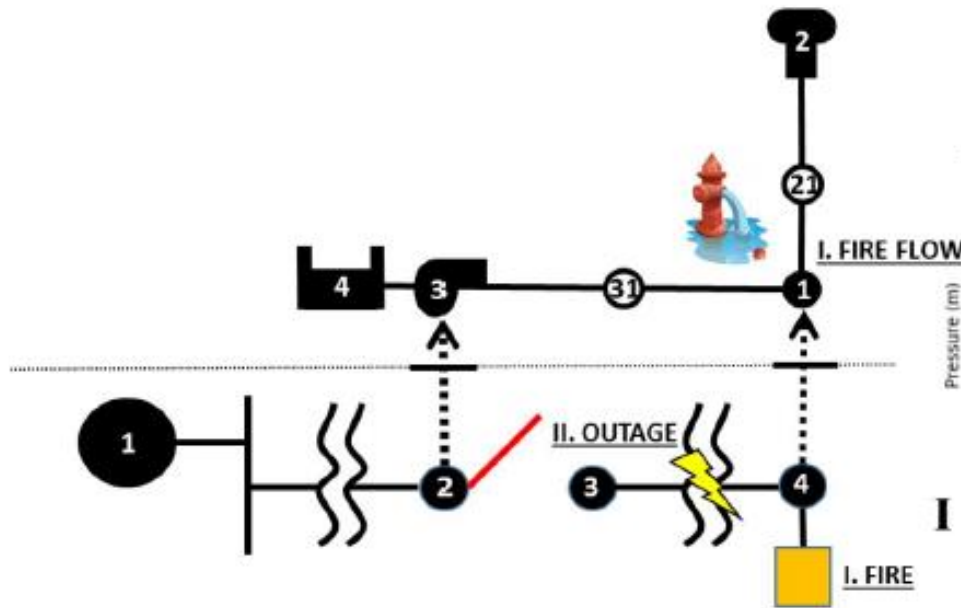 2
21
I. FIRE FLOW
4
3
31
1
Pressure (m)
1
II. OUTAGE
2
3
4
I
I. FIRE